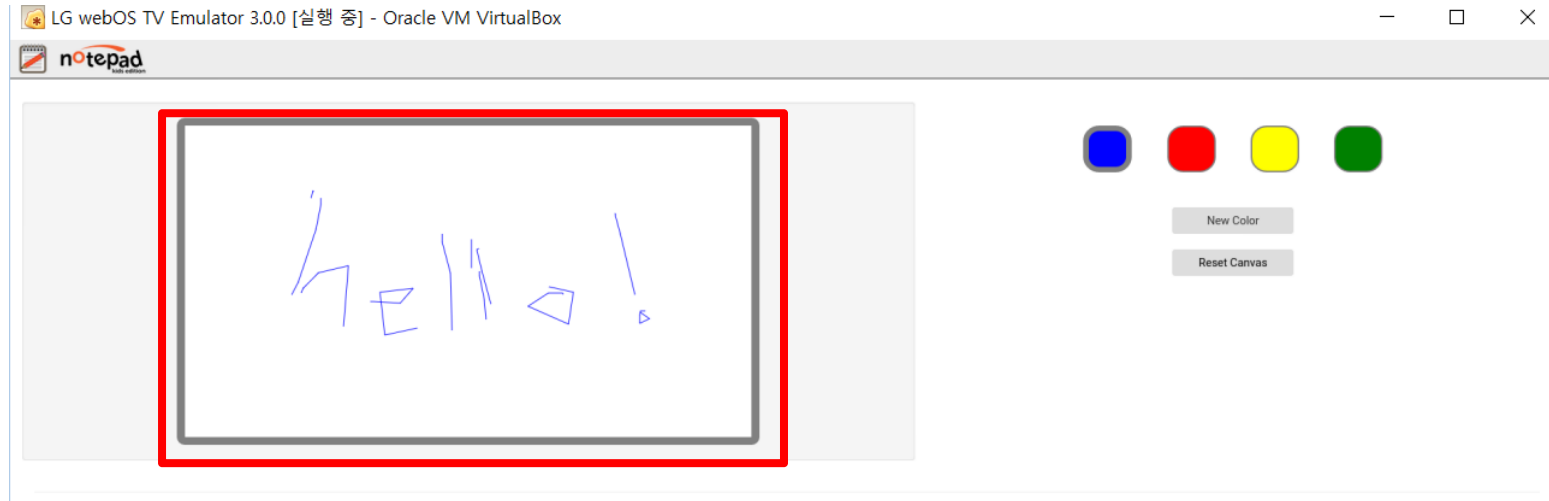 LG webOS TV Emulator 3.0.0 [실행 중] - Oracle VM VirtualBox
notepad
kids edition
hello!
New Color
Reset Canvas